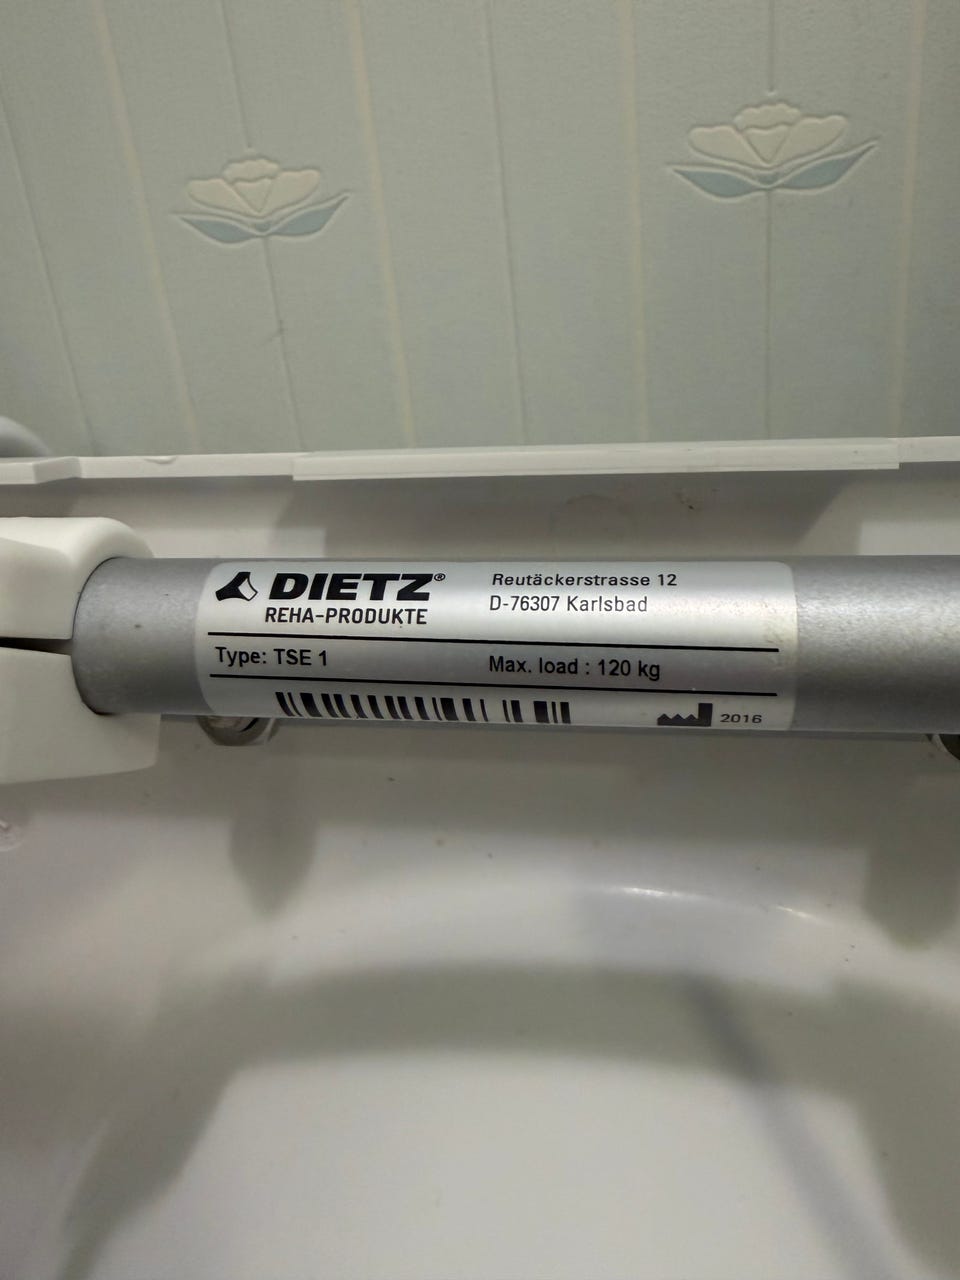 DIETZ®
REHA-PRODUKTE
Reutäckerstrasse 12
D-76307 Karlsbad
Type: TSE 1
Max. load : 120 kg
2016